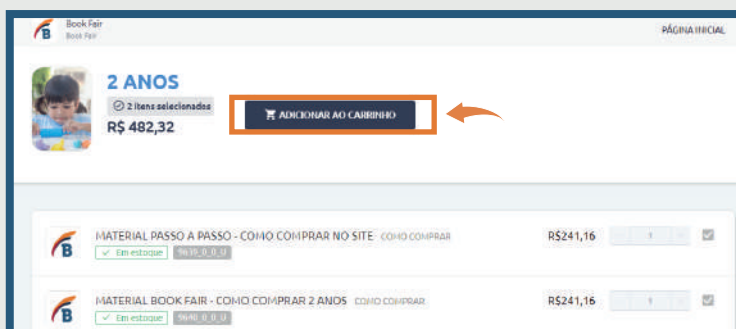 Book Fair
Book Fair
PÁGINA INICIAL
2 ANOS
2 itens selecionados
R$ 482,32
ADICIONAR AO CARRINHO
MATERIAL PASSO A PASSO - COMO COMPRAR NO SITE COMO COMPRAR
R$241,16 1
Em estoque 9639_0_0_U
MATERIAL BOOK FAIR - COMO COMPRAR 2 ANOS COMO COMPRAR
R$241,16 1
Em estoque 9640_0_0_U